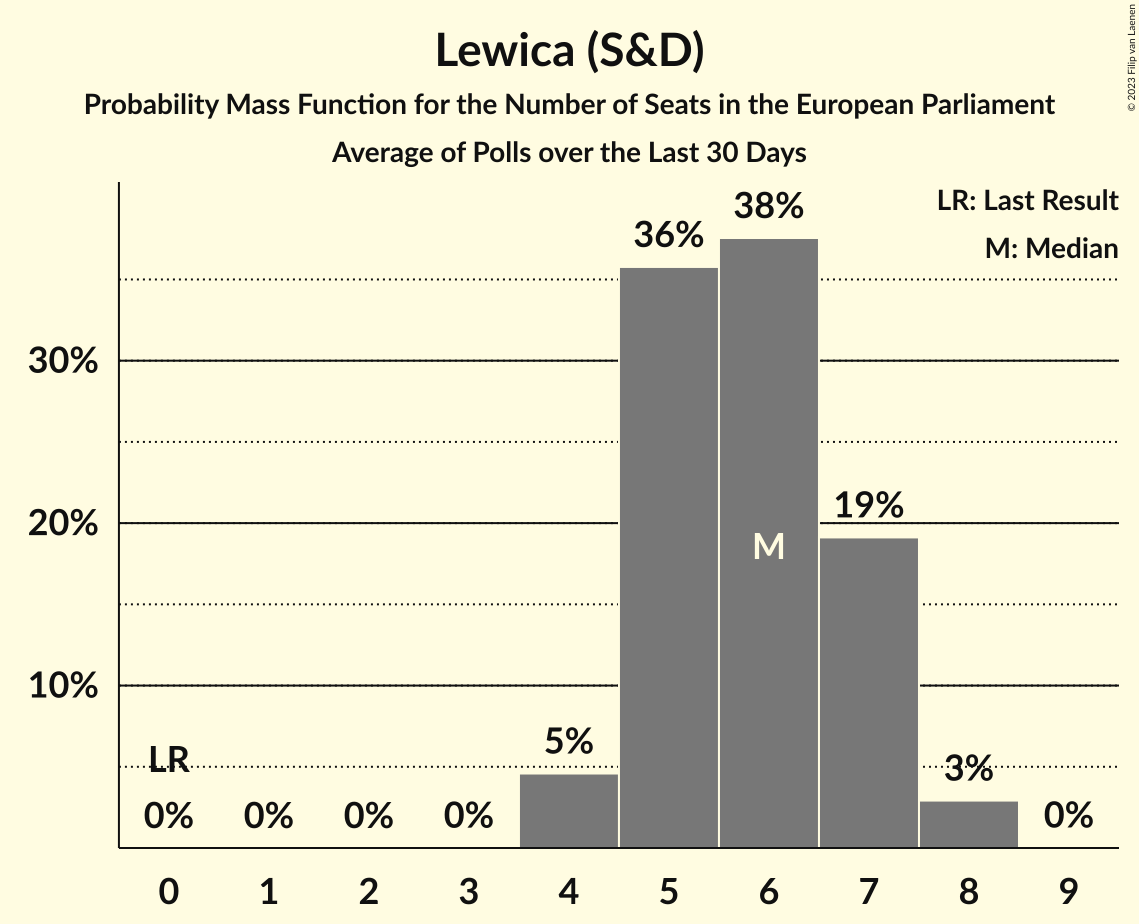 Lewica (S&D)
Probability Mass Function for the Number of Seats in the European Parliament
Average of Polls over the Last 30 Days
© 2023 Filip van Laenen
LR: Last Result
M: Median
30%
20%
10%
LR
0%
0%
0%
0%
5%
36%
38%
M
19%
3%
0%
0 1 2 3 4 5 6 7 8 9